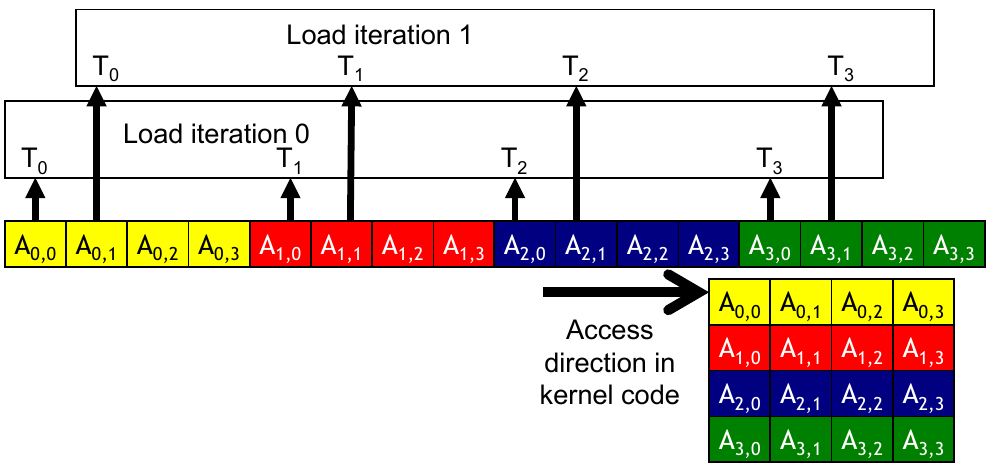 Load iteration 1
T0 T1 T2 T3
Load iteration 0
T0 T1 T2 T3
A0,0 A0,1 A0,2 A0,3 A1,0 A1,1 A1,2 A1,3 A2,0 A2,1 A2,2 A2,3 A3,0 A3,1 A3,2 A3,3
Access
direction in
kernel code
A0,0 A0,1 A0,2 A0,3
A1,0 A1,1 A1,2 A1,3
A2,0 A2,1 A2,2 A2,3
A3,0 A3,1 A3,2 A3,3